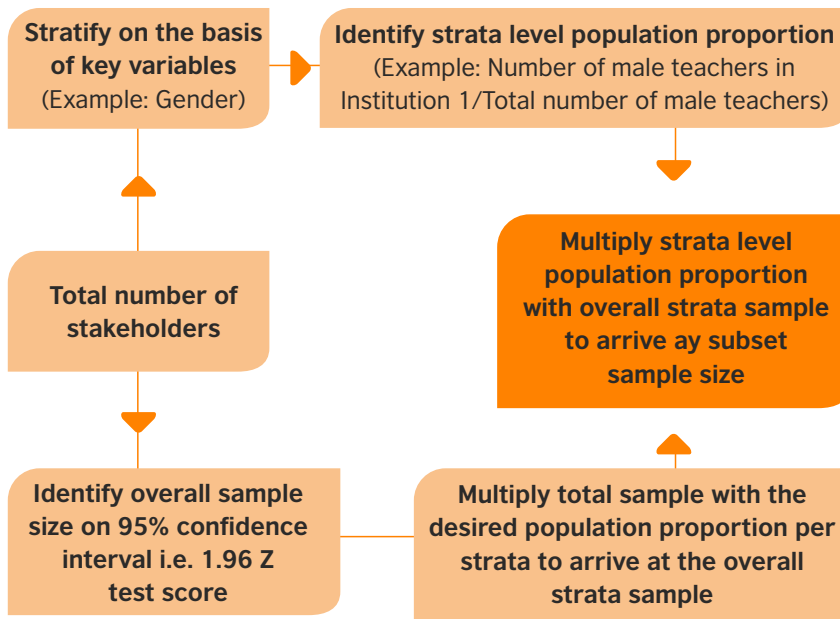 Stratify on the basis
of key variables
(Example: Gender)
Identify strata level population proportion
(Example: Number of male teachers in
Institution 1/Total number of male teachers)
Total number of
stakeholders
Multiply strata level
population proportion
with overall strata sample
to arrive ay subset
sample size
Identify overall sample
size on 95% confidence
interval i.e. 1.96 Z
test score
Multiply total sample with the
desired population proportion per
strata to arrive at the overall
strata sample